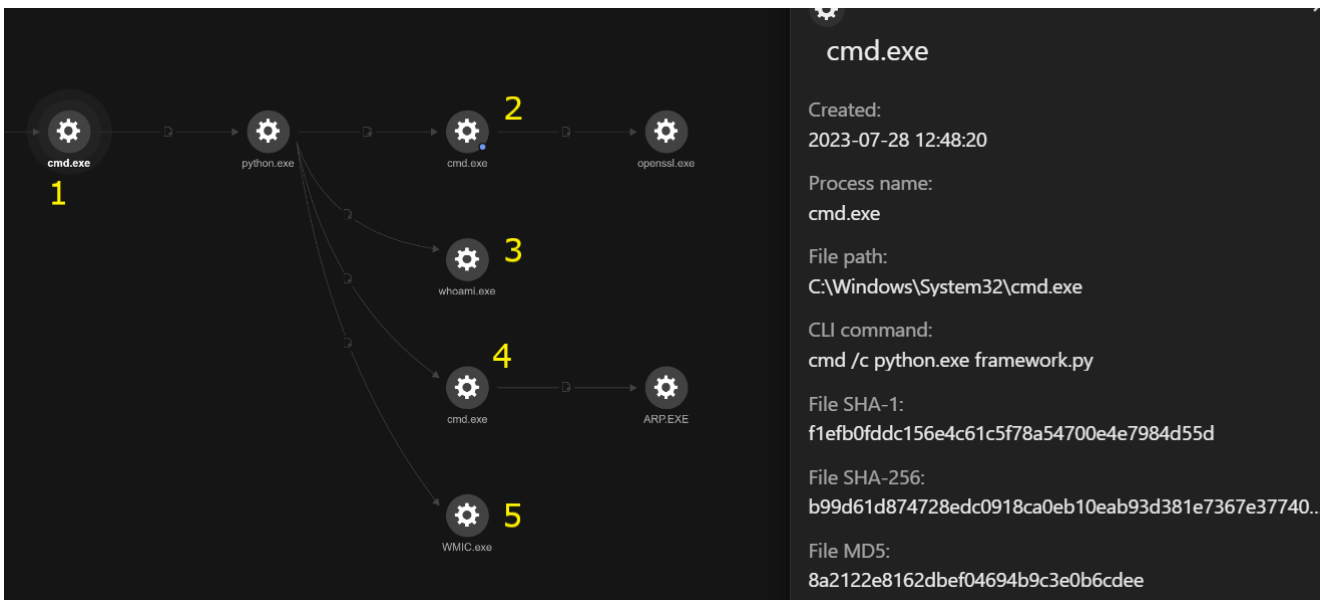 cmd.exe
1
python.exe
2
cmd.exe
openssl.exe
3
whoami.exe
4
cmd.exe
ARP.EXE
5
WMIC.exe
cmd.exe
Created:
2023-07-28 12:48:20
Process name:
cmd.exe
File path:
C:\Windows\System32\cmd.exe
CLI command:
cmd /c python.exe framework.py
File SHA-1:
f1efb0fddc156e4c61c5f78a54700e4e7984d55d
File SHA-256:
b99d61d874728edc0918ca0eb10eab93d381e7367e37740...
File MD5:
8a2122e8162dbef04694b9c3e0b6cdee